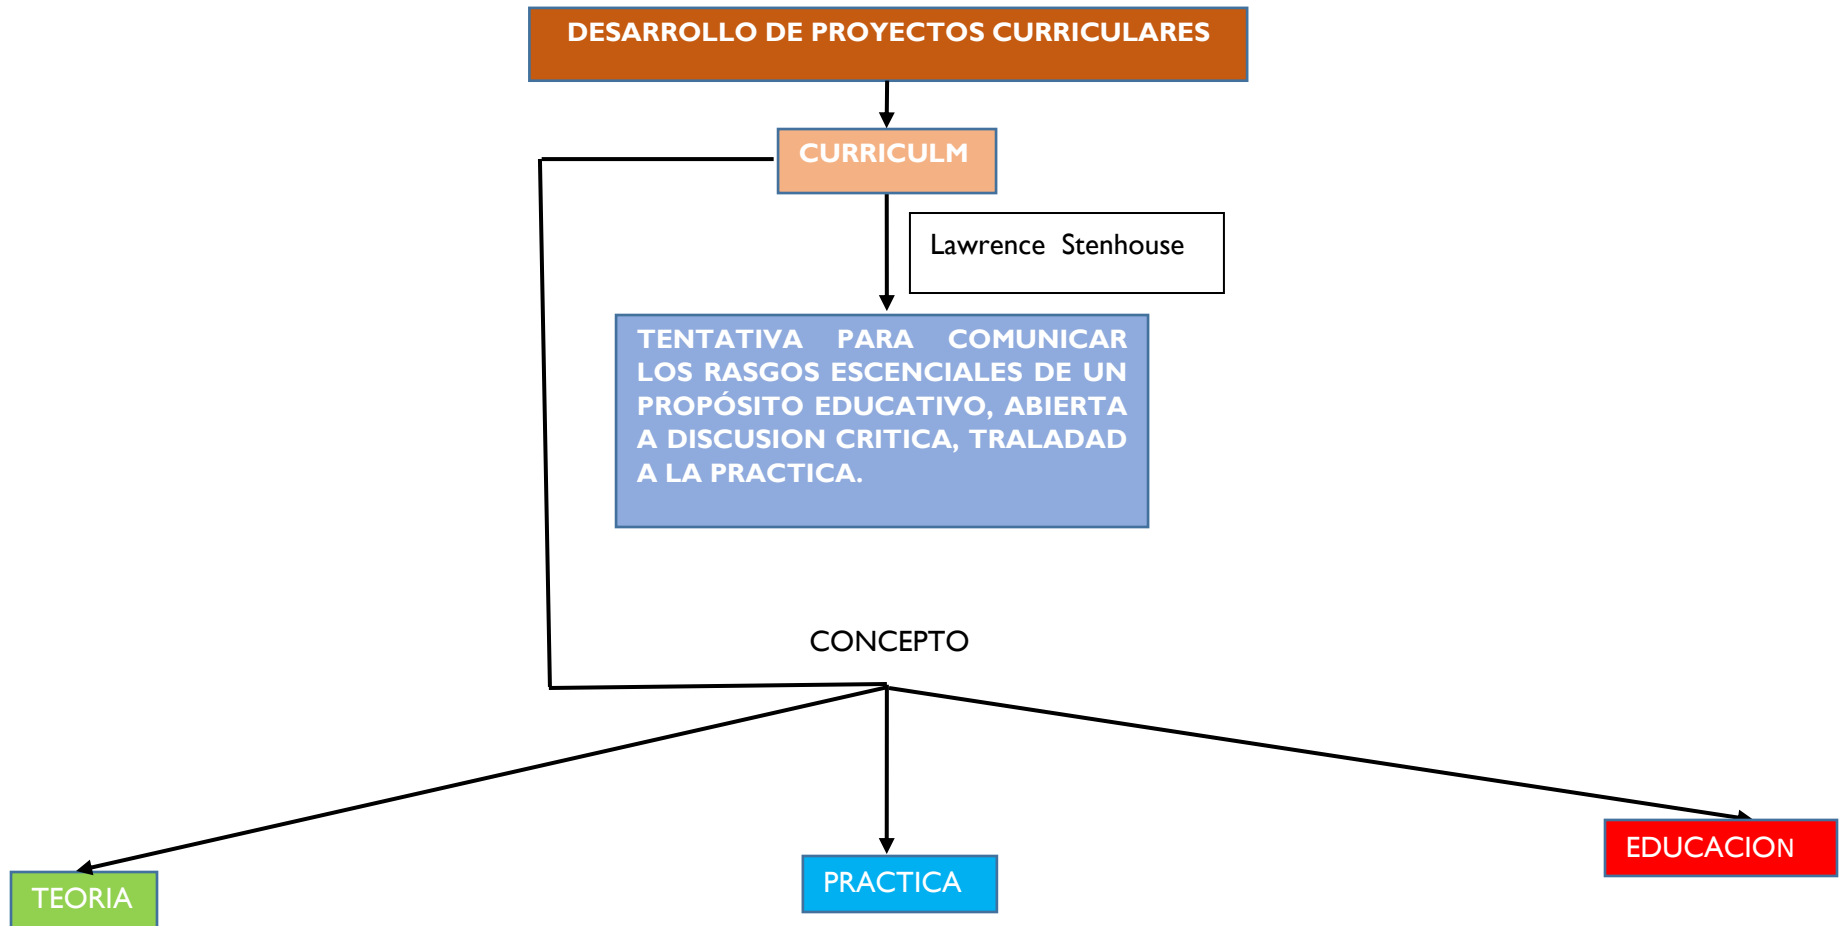 DESARROLLO DE PROYECTOS CURRICULARES
CURRICULM
Lawrence Stenhouse
TENTATIVA PARA COMUNICAR
LOS RASGOS ESCENCIALES DE UN
PROPÓSITO EDUCATIVO, ABIERTA
A DISCUSION CRITICA, TRALADAD
A LA PRACTICA.
CONCEPTO
EDUCACION
PRACTICA
TEORIA